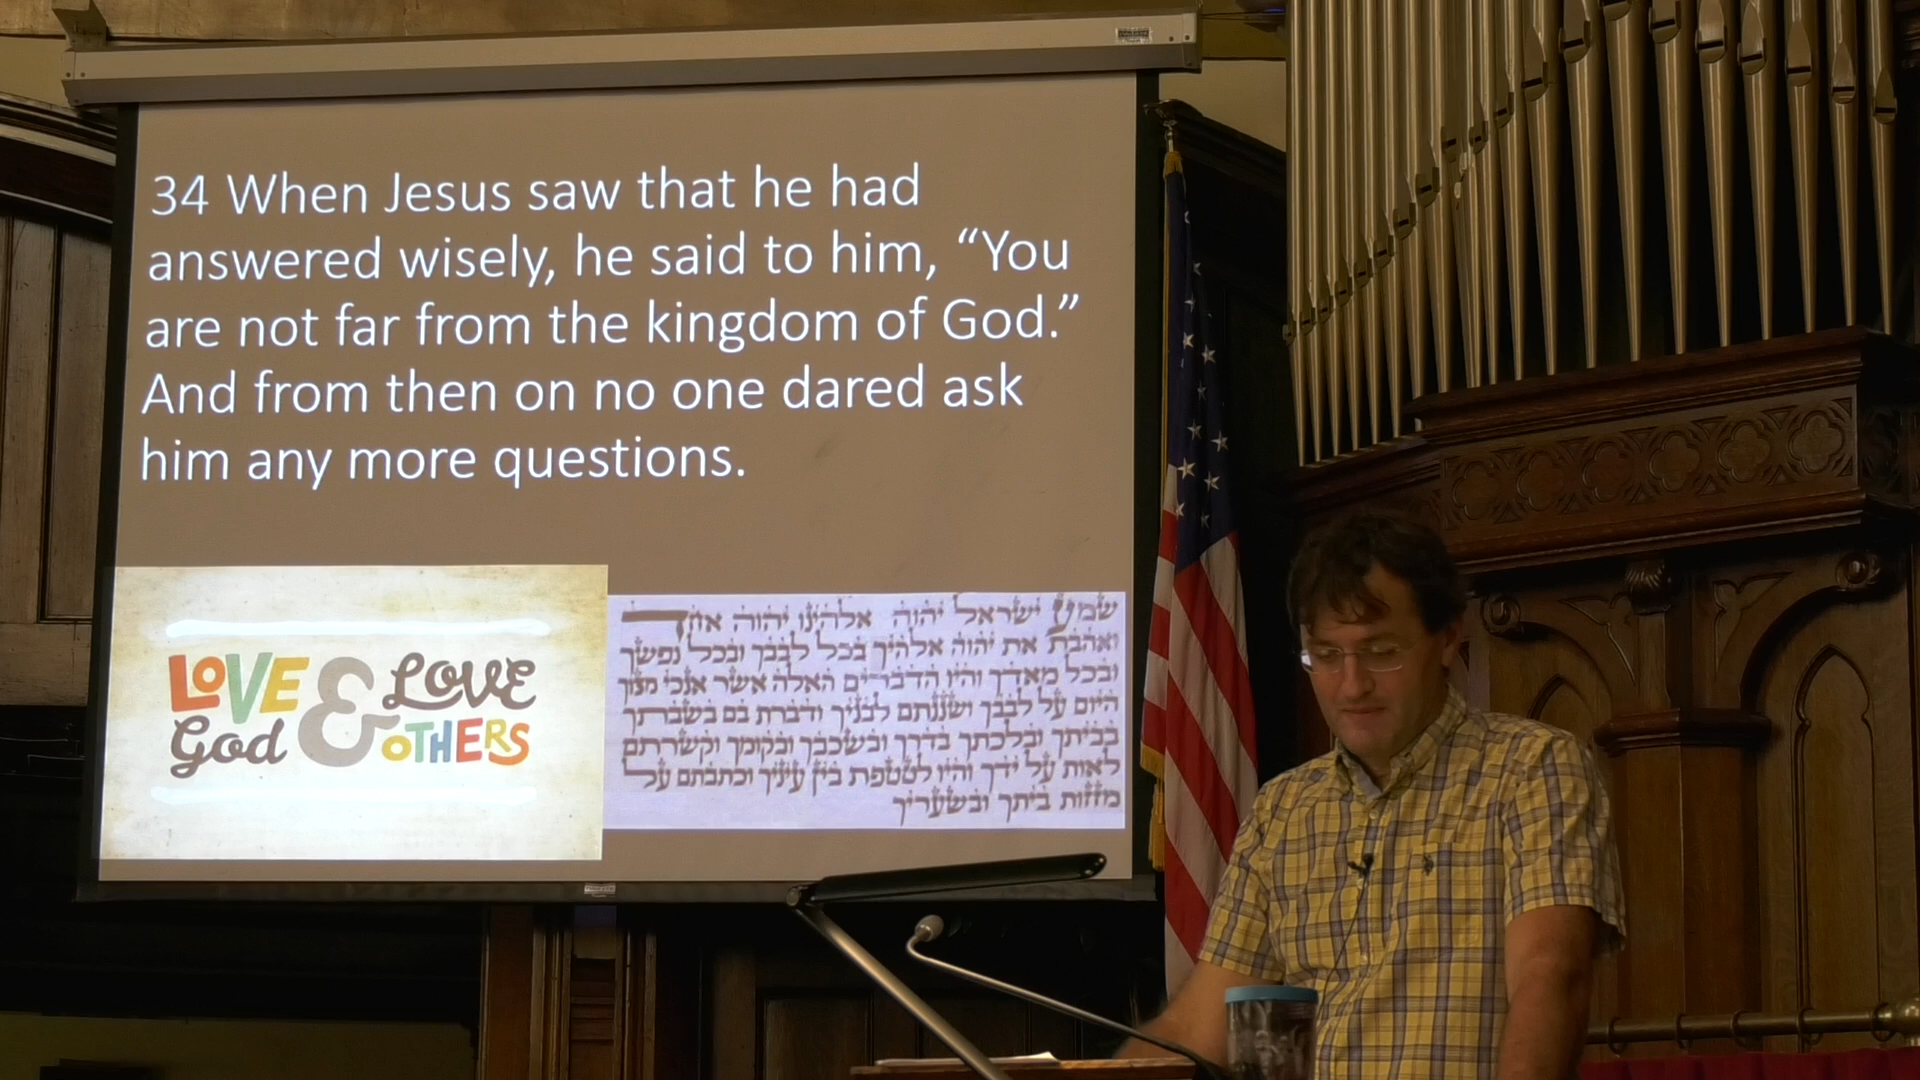 34 When Jesus saw that he had
answered wisely, he said to him, “You
are not far from the kingdom of God.”
And from then on no one dared ask
him any more questions.
LOVE & LOVE
God OTHERS
שמע ישראל יהוה אלהינו יהוה אחד
ואהבת את יהוה אלהיך בכל לבבך ובכל נפשך
ובכל מאדך והיו הדברים האלה אשר אנכי מצוך
היום על לבבך ושננתם לבניך ודברת בם בשבתך
בביתך ובלכתך בדרך ובשכבך ובקומך וקשרתם
לאות על ידך והיו לטטפת בין עיניך וכתבתם על
מזזות ביתך ובשעריך